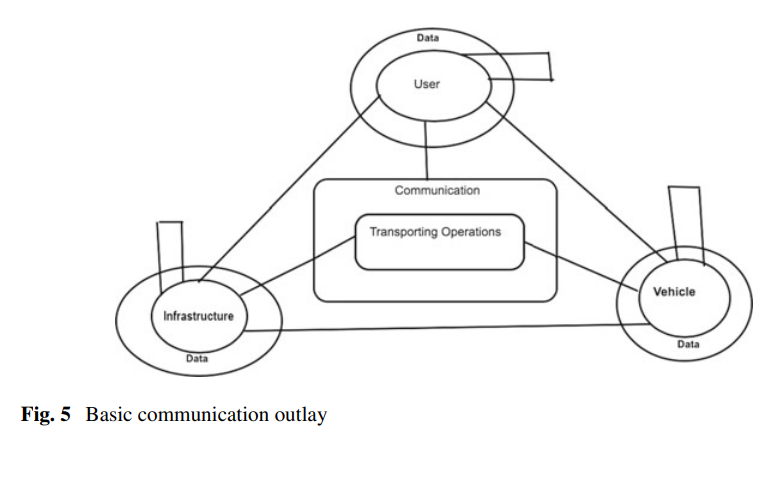 Data
User
Communication
Transporting Operations
Infrastructure
Data
Vehicle
Data
Fig. 5 Basic communication outlay